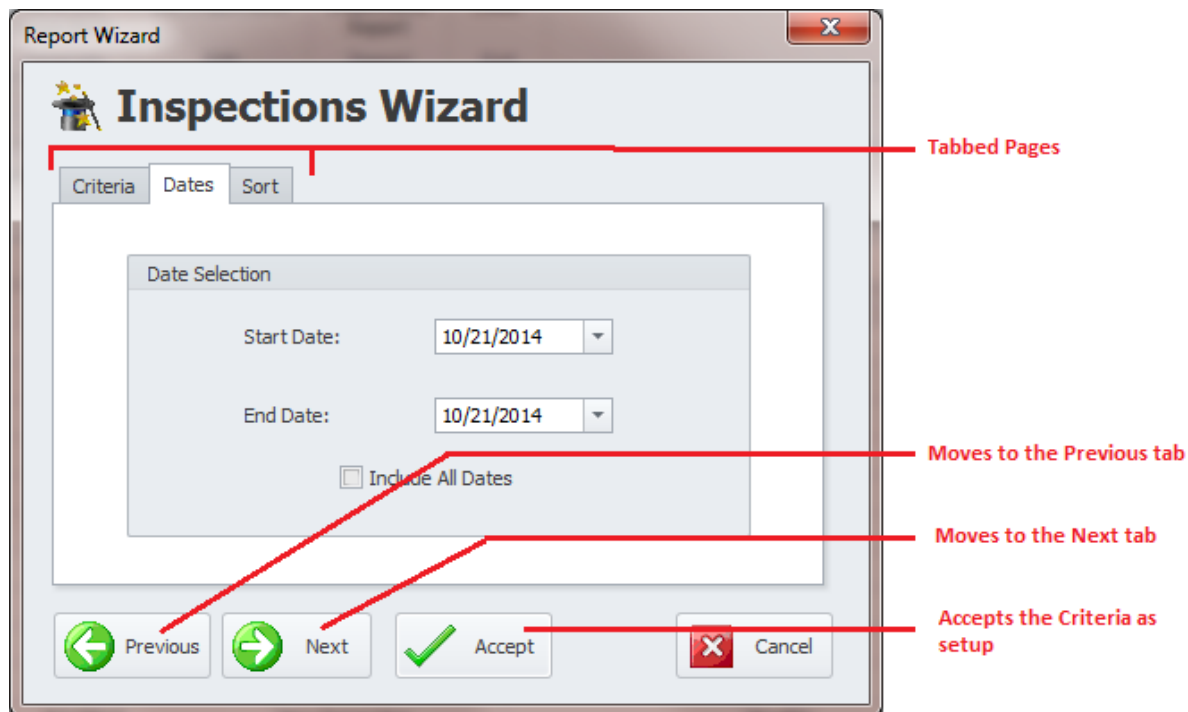 Report Wizard
Inspections Wizard
Tabbed Pages
Criteria Dates Sort
Date Selection
Start Date: 10/21/2014
End Date: 10/21/2014
Moves to the Previous tab
Include All Dates
Moves to the Next tab
Previous Next Accept Cancel
Accepts the Criteria as
setup